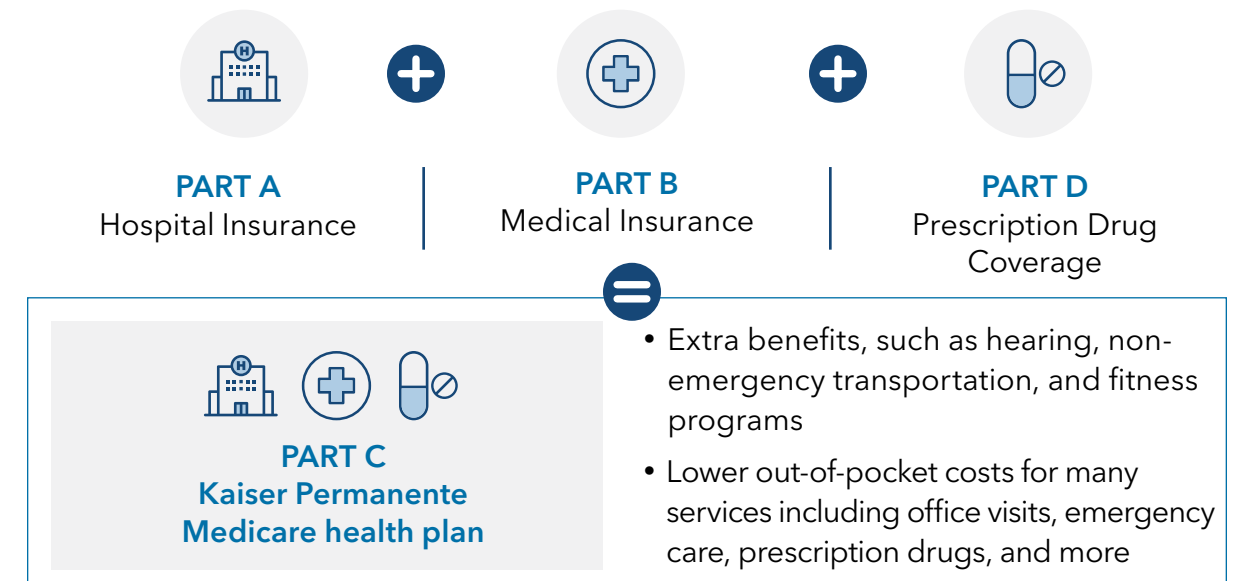 H
PART A
Hospital Insurance
PART B
Medical Insurance
PART D
Prescription Drug
Coverage
H
PART C
Kaiser Permanente
Medicare health plan
• Extra benefits, such as hearing, non-
emergency transportation, and fitness
programs
• Lower out-of-pocket costs for many
services including office visits, emergency
care, prescription drugs, and more